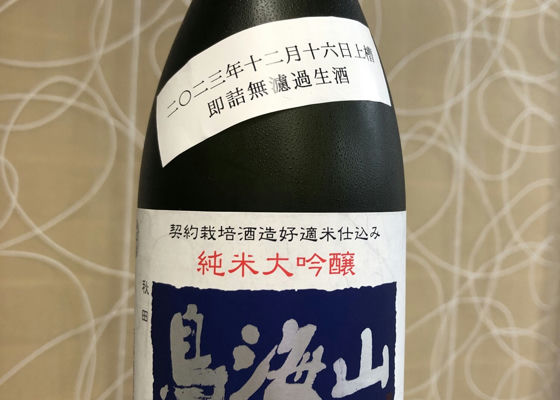 二〇二三年十二月十六日上槽
即詰無濾過生酒
契約栽培酒造好適米仕込み
純米大吟醸
秋田
鳥海山